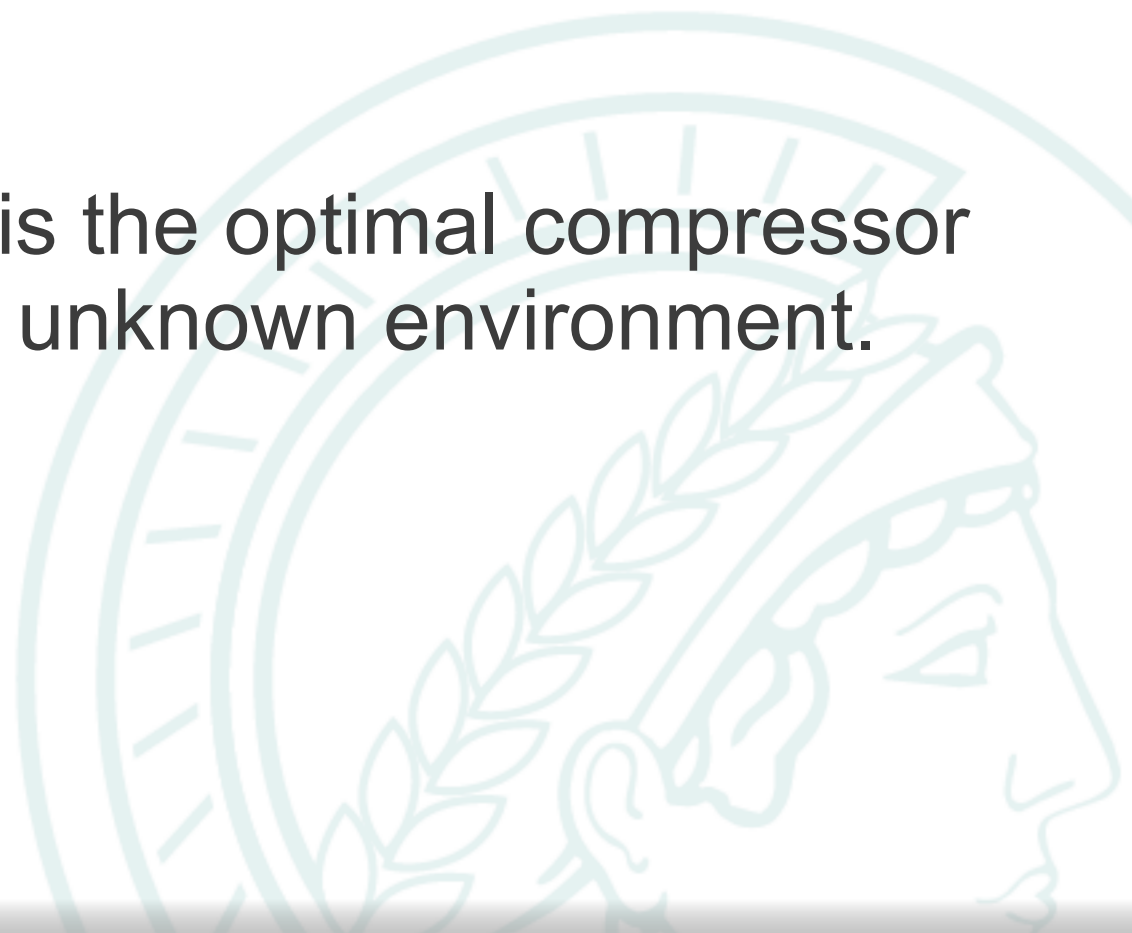 is the optimal compressor
unknown environment.